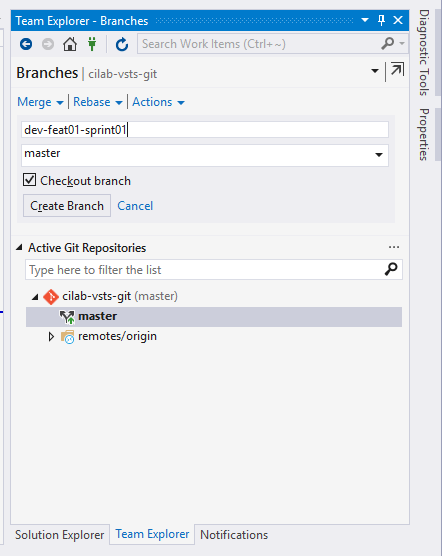 Team Explorer - Branches
Search Work Items (Ctrl+~)
Branches | cilab-vsts-git
Merge Rebase Actions
dev-feat01-sprint01
master
Checkout branch
Create Branch Cancel
Active Git Repositories
Type here to filter the list
cilab-vsts-git (master)
master
remotes/origin
Solution Explorer Team Explorer Notifications
Diagnostic Tools
Properties